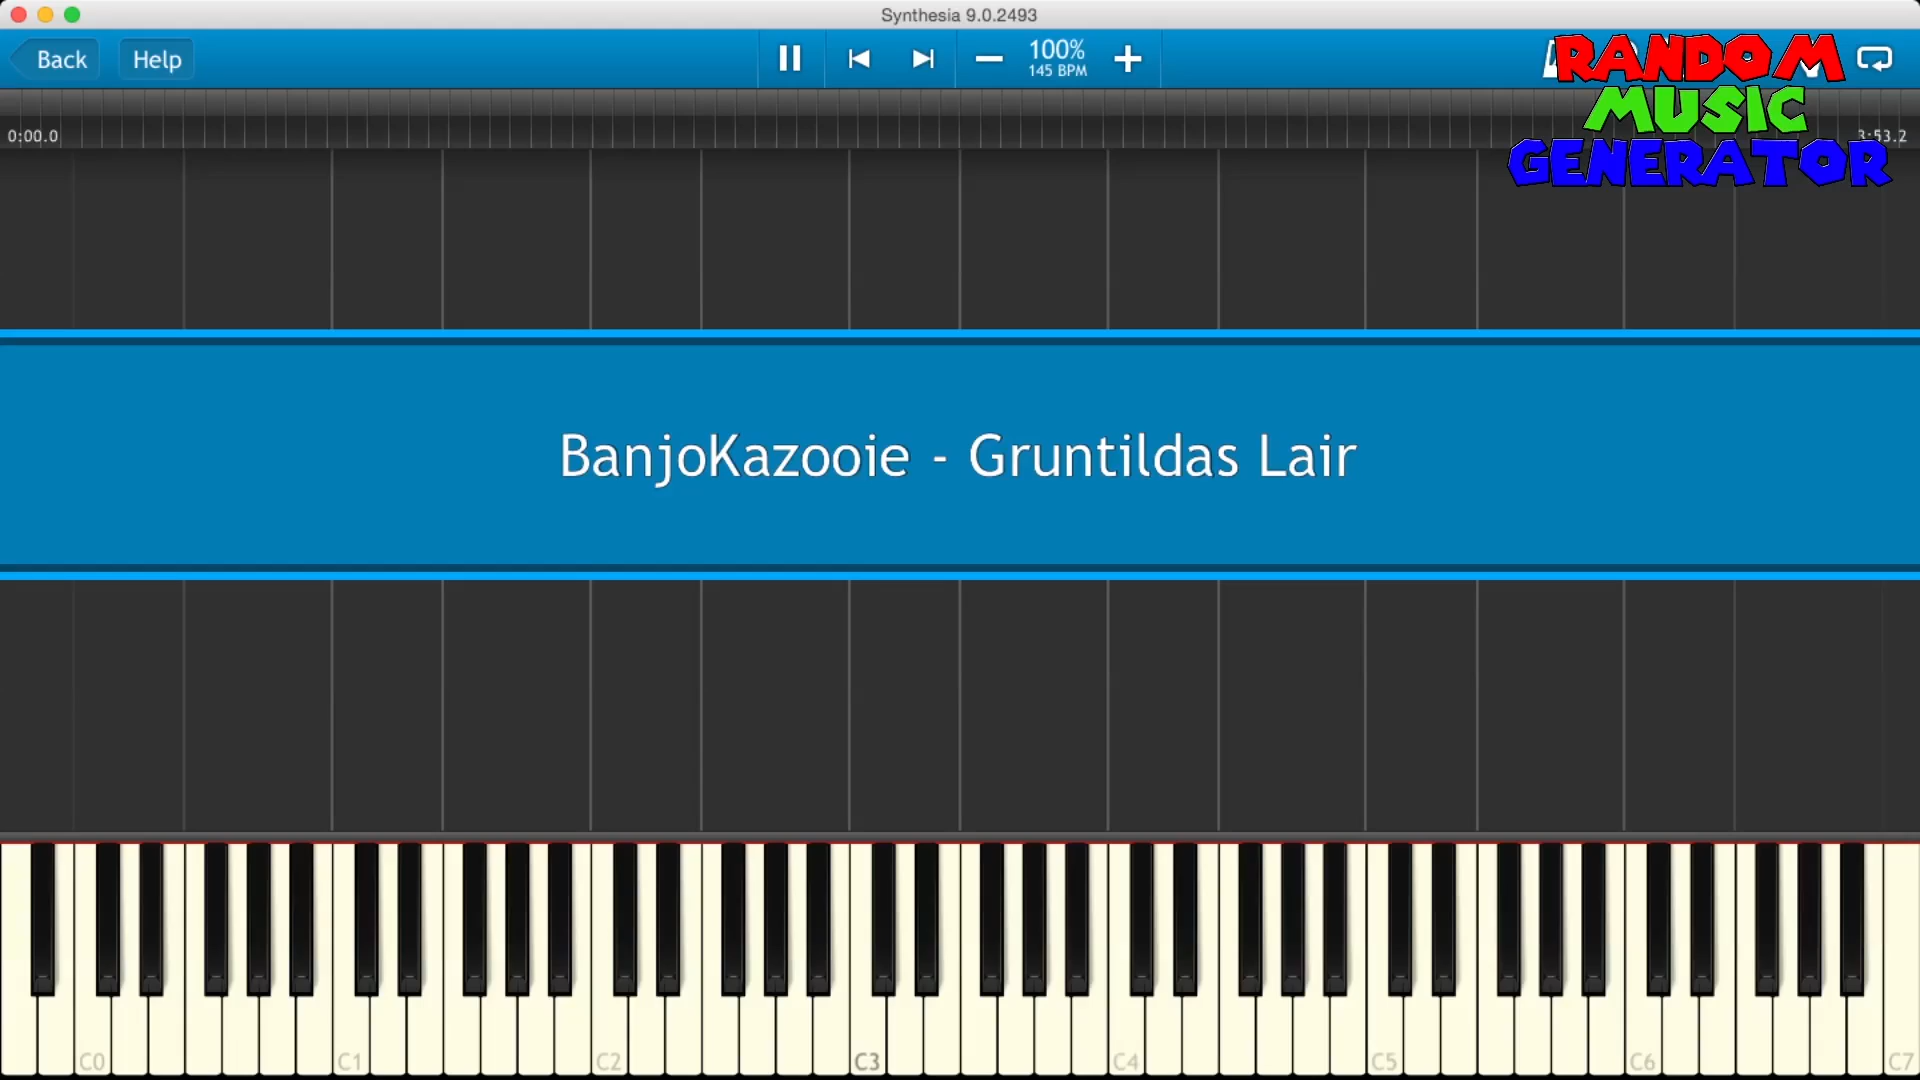 Synthesia 9.0.2493
Back
Help
100%
145 BPM
RANDOM
MUSIC
GENERATOR
0:00.0
3:53.2
BanjoKazooie - Gruntildas Lair
C0 C1 C2 C3 C4 C5 C6 C7